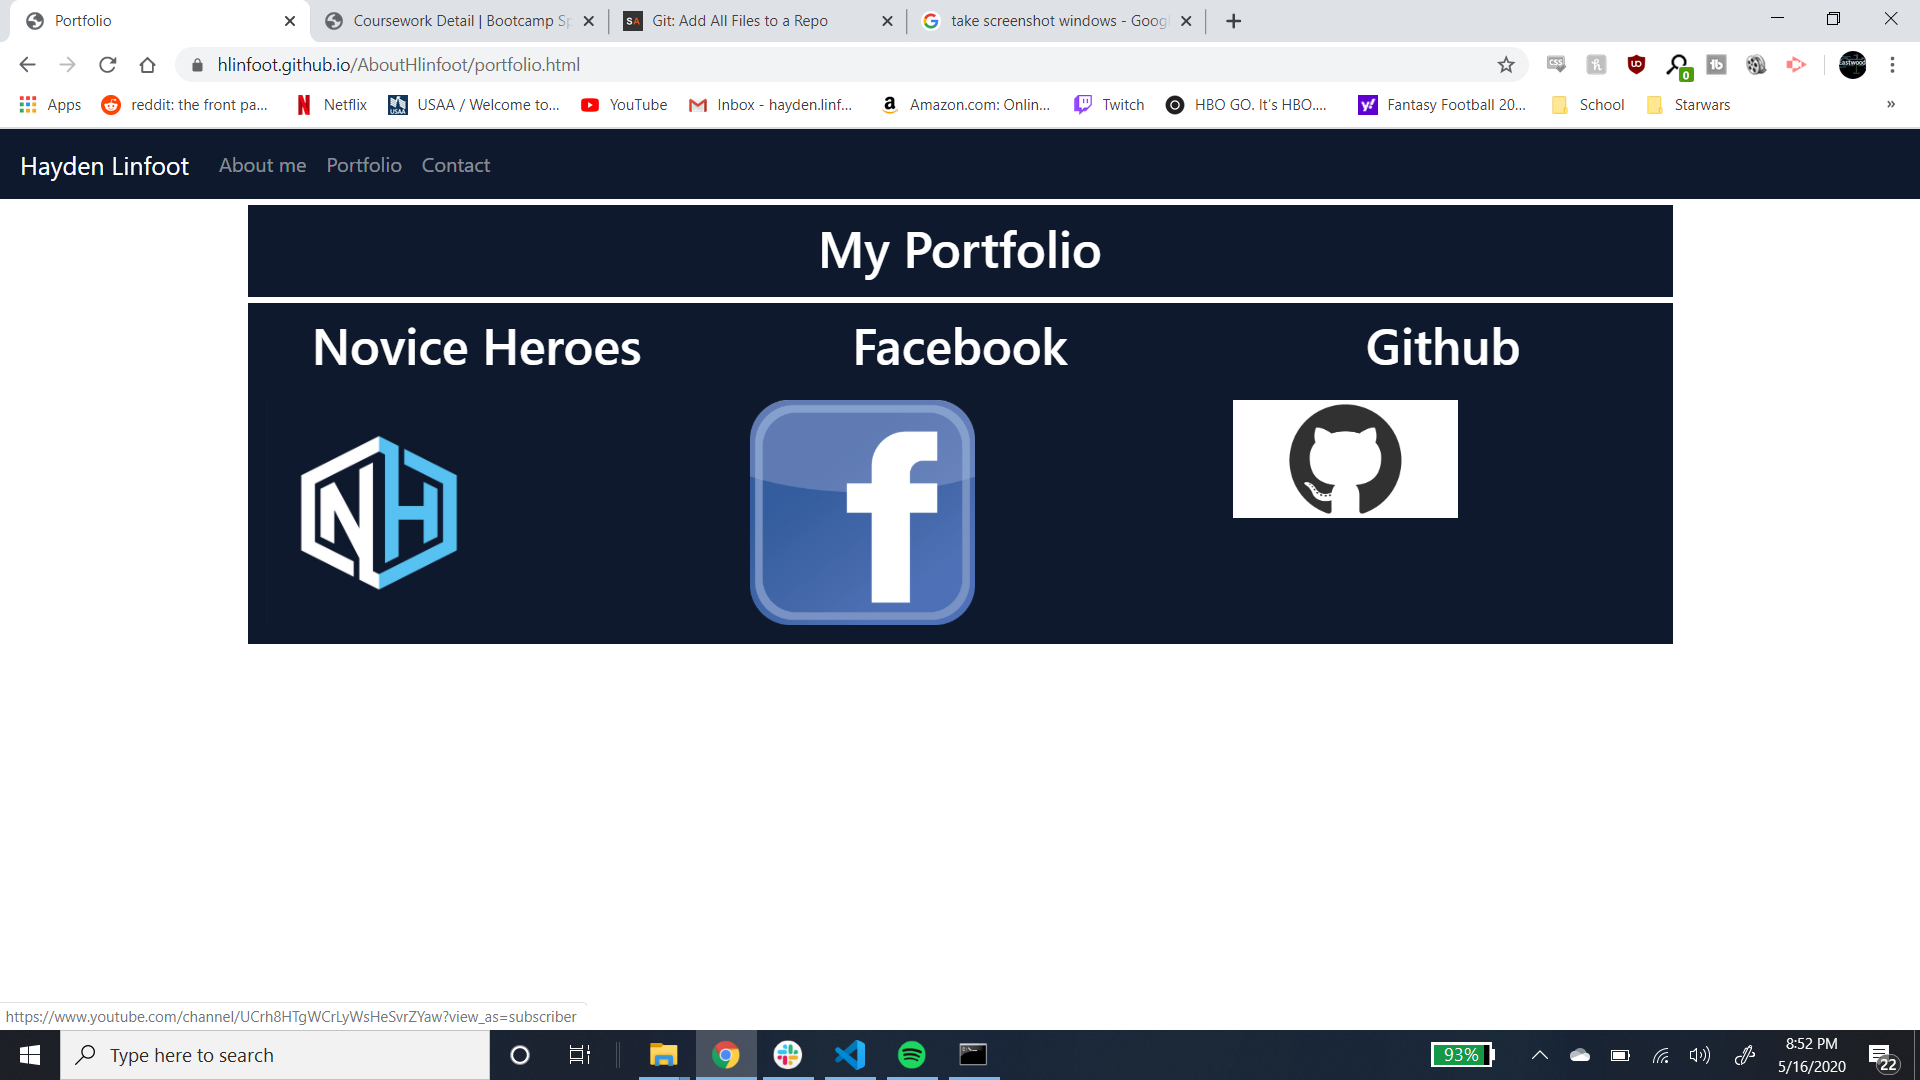 Portfolio
Coursework Detail | Bootcamp Sp
SA
Git: Add All Files to a Repo
take screenshot windows - Goog
hlinfoot.github.io/AboutHlinfoot/portfolio.html
CSS
0
Apps
reddit: the front pa...
Netflix
USAA / Welcome to...
YouTube
Inbox - hayden.linf...
Amazon.com: Onlin...
Twitch
HBO GO. It's HBO....
Fantasy Football 20...
School
Starwars
»
Hayden Linfoot
About me
Portfolio
Contact
My Portfolio
Novice Heroes
Facebook
Github
NH
f
https://www.youtube.com/channel/UCrh8HTgWCrLyWsHeSvrZYaw?view_as=subscriber
Type here to search
93%
8:52 PM
5/16/2020
22